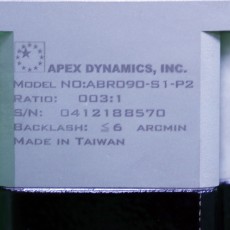 APEX DYNAMICS, INC.
MODEL NO:ABR090-S1-P2
RATIO: 003:1
S/N: 0412188570
BACKLASH: ≦6 ARCMIN
MADE IN TAIWAN